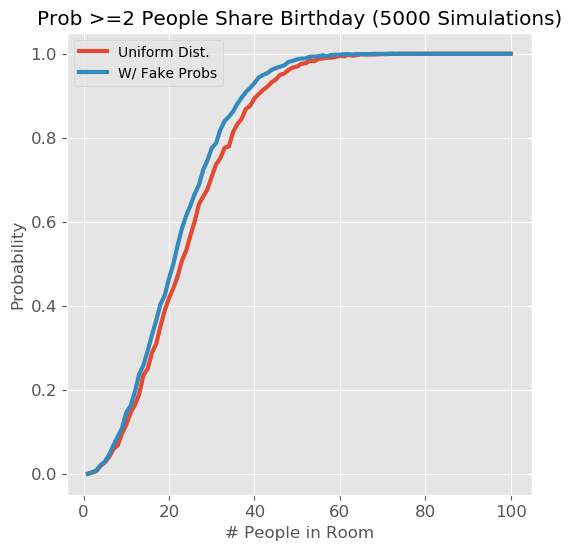 Prob >=2 People Share Birthday (5000 Simulations)
Uniform Dist.
W/ Fake Probs
1.0
0.8
0.6
0.4
0.2
0.0
Probability
0
20
40
60
80
100
# People in Room